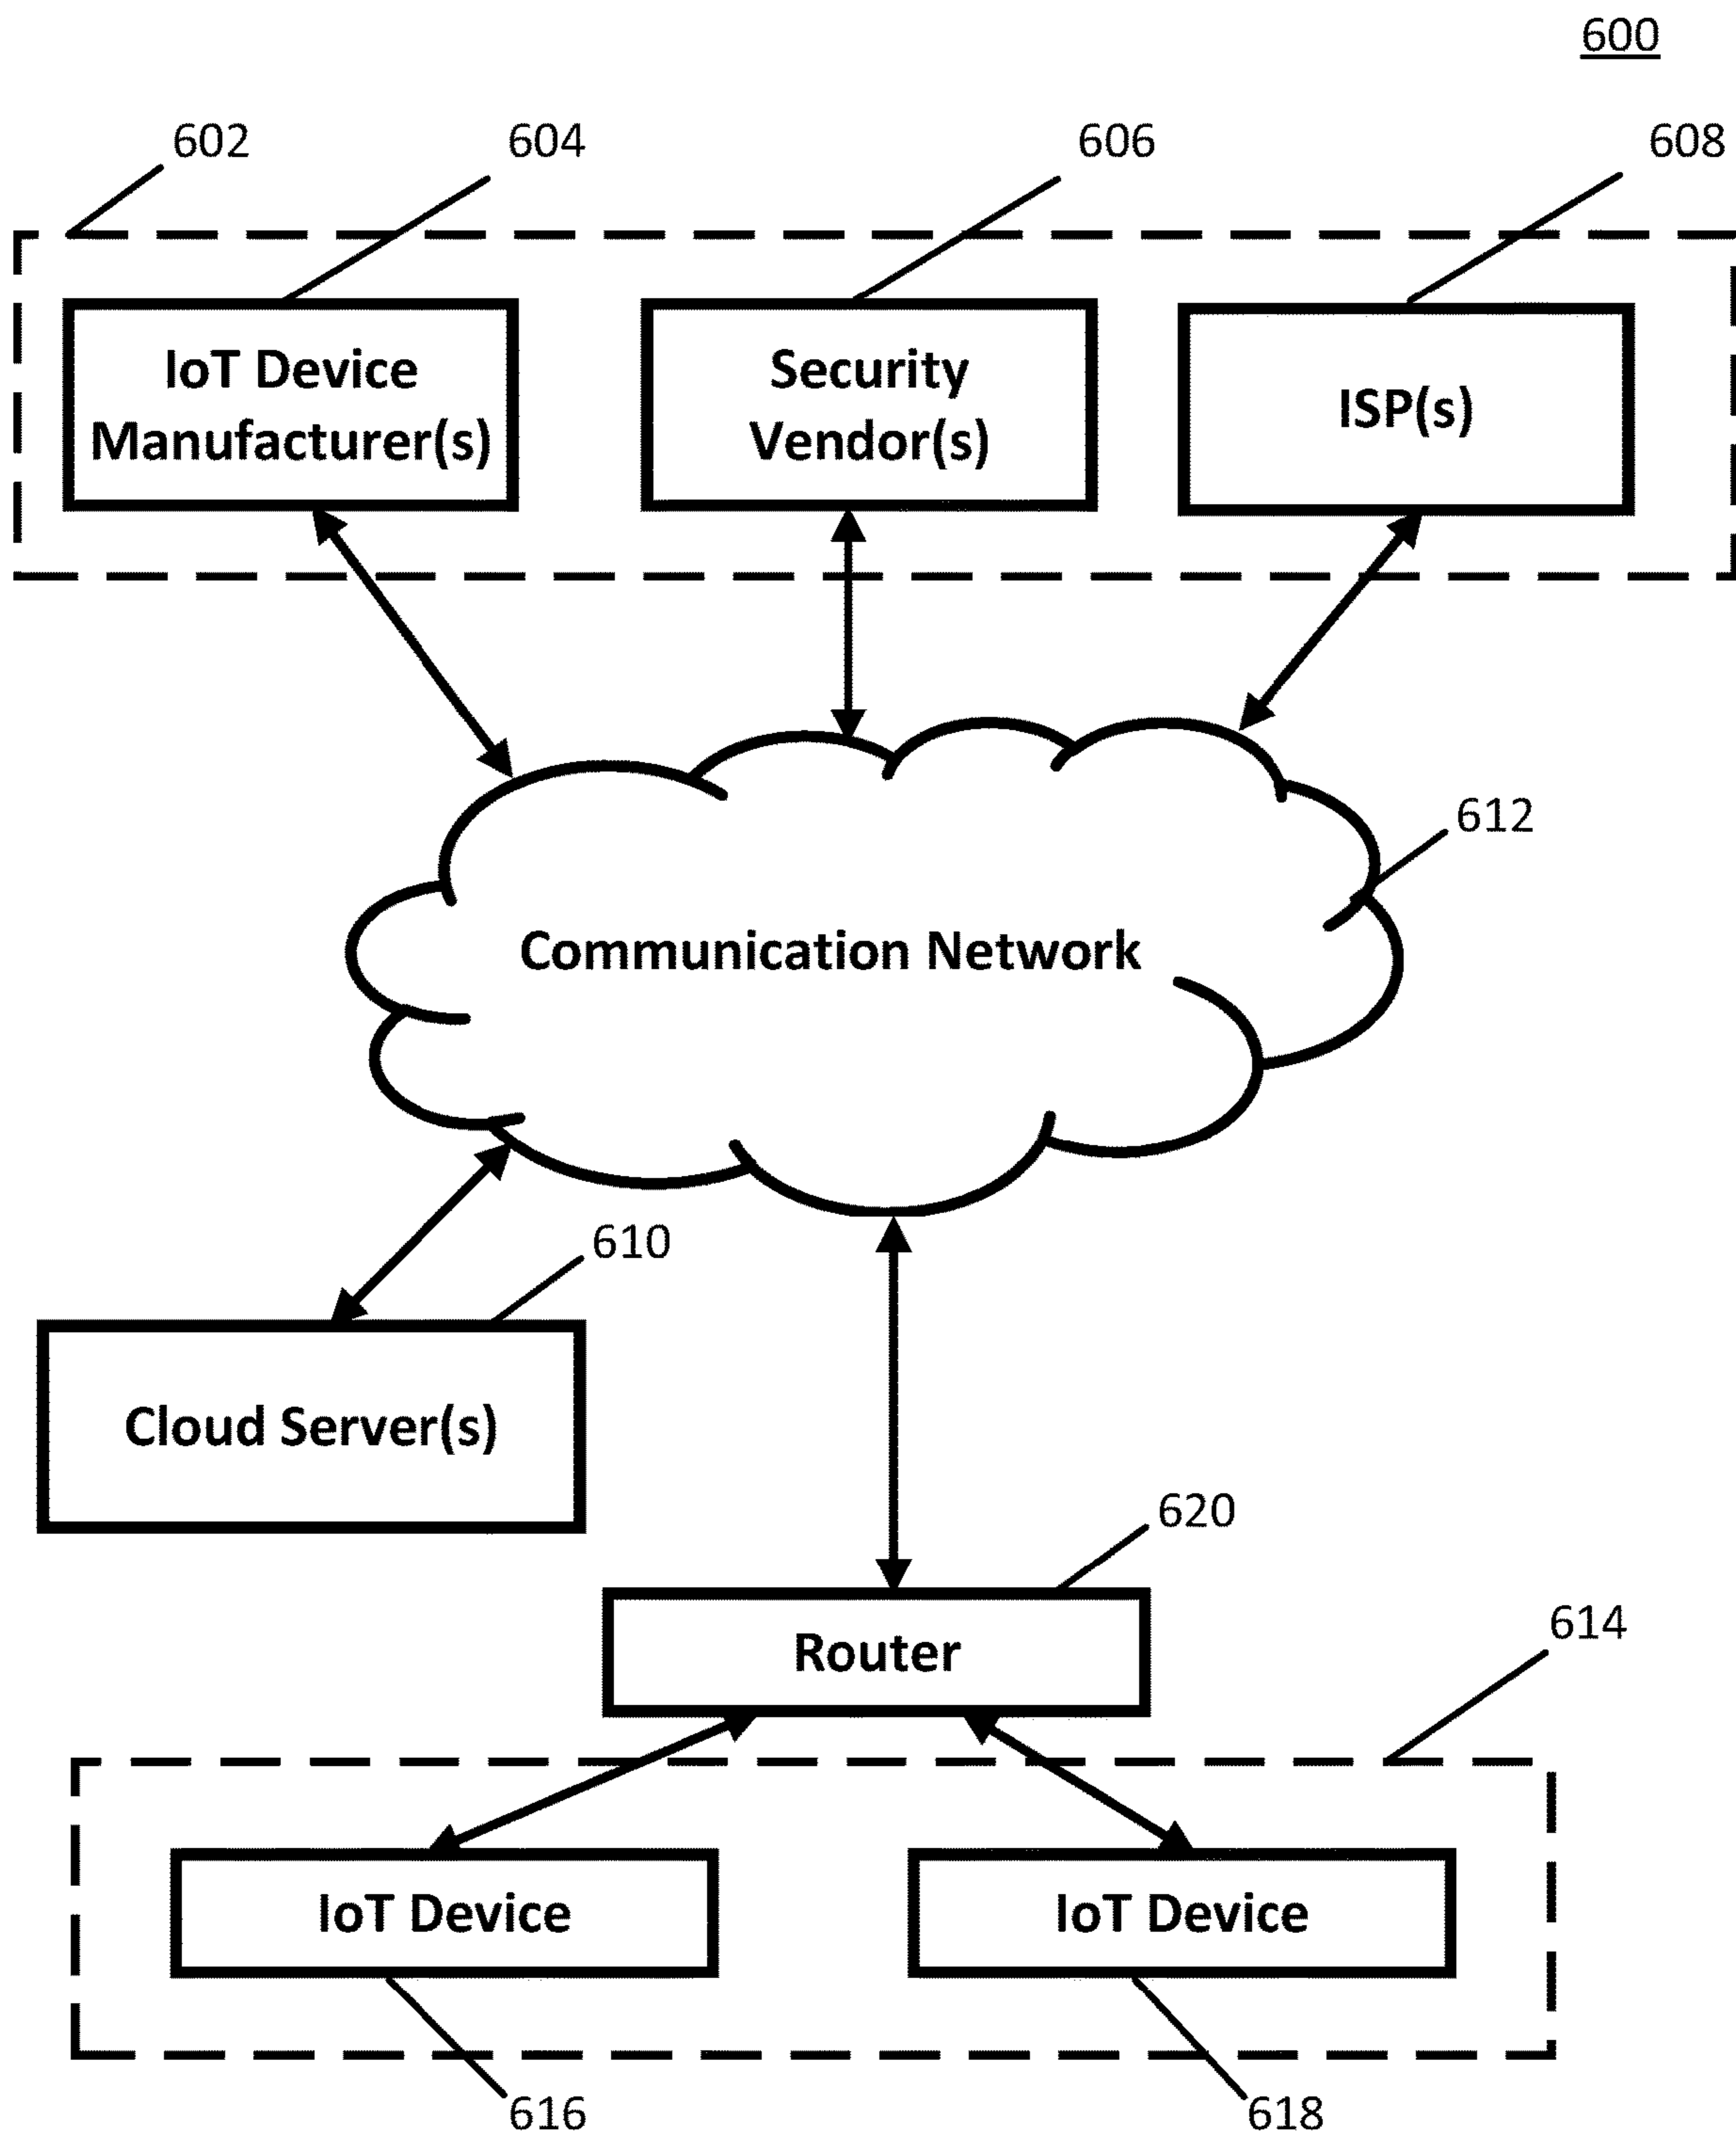 600
602
604
606
608
IoT Device
Manufacturer(s)
Security
Vendor(s)
ISP(s)
612
Communication Network
610
Cloud Server(s)
620
Router
614
IoT Device
IoT Device
616
618